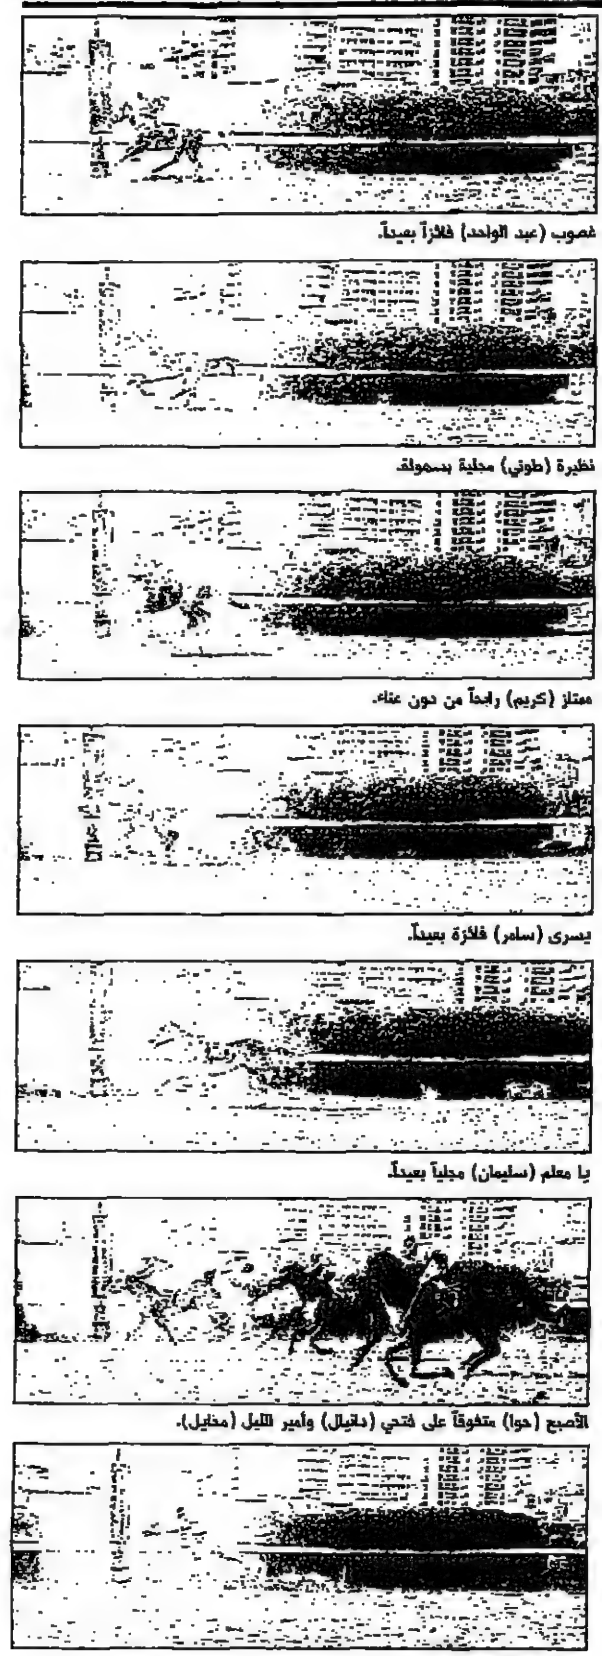 غصوب (عبد الواحد) فائزاً بعيداً.
نظيرة (طوني) مجلية بسهولة.
ممتاز (كريم) رابحاً من دون عناء.
يسرى (سامر) فائزة بعيداً.
يا معلم (سليمان) مجلياً بعيداً.
الأصبح (حوا) متفوقاً على فتحي (دانيال) وأمير الليل (مخايل).